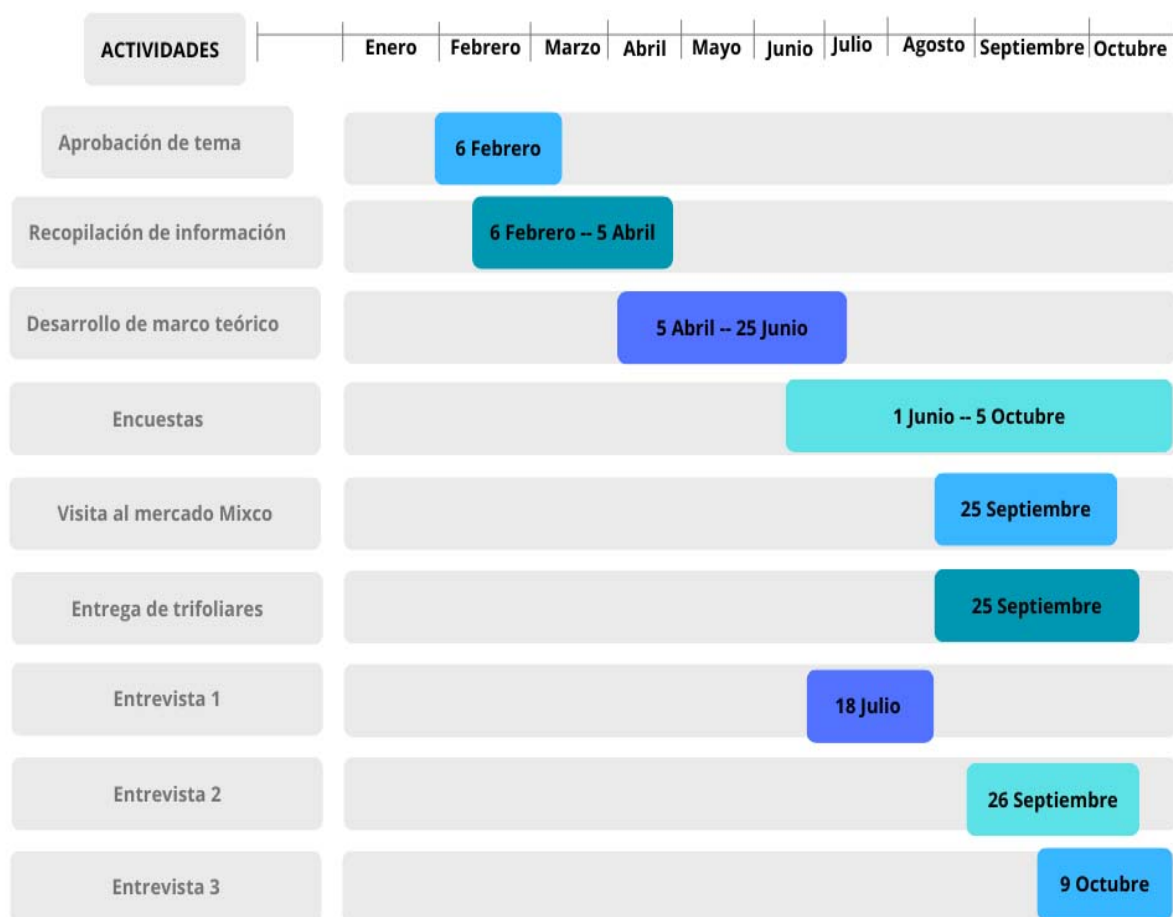 ACTIVIDADES
Enero Febrero Marzo Abril Mayo Junio Julio Agosto Septiembre Octubre
Aprobación de tema
6 Febrero
Recopilación de información
6 Febrero -- 5 Abril
Desarrollo de marco teórico
5 Abril -- 25 Junio
Encuestas
1 Junio -- 5 Octubre
Visita al mercado Mixco
25 Septiembre
Entrega de trifoliares
25 Septiembre
Entrevista 1
18 Julio
Entrevista 2
26 Septiembre
Entrevista 3
9 Octubre